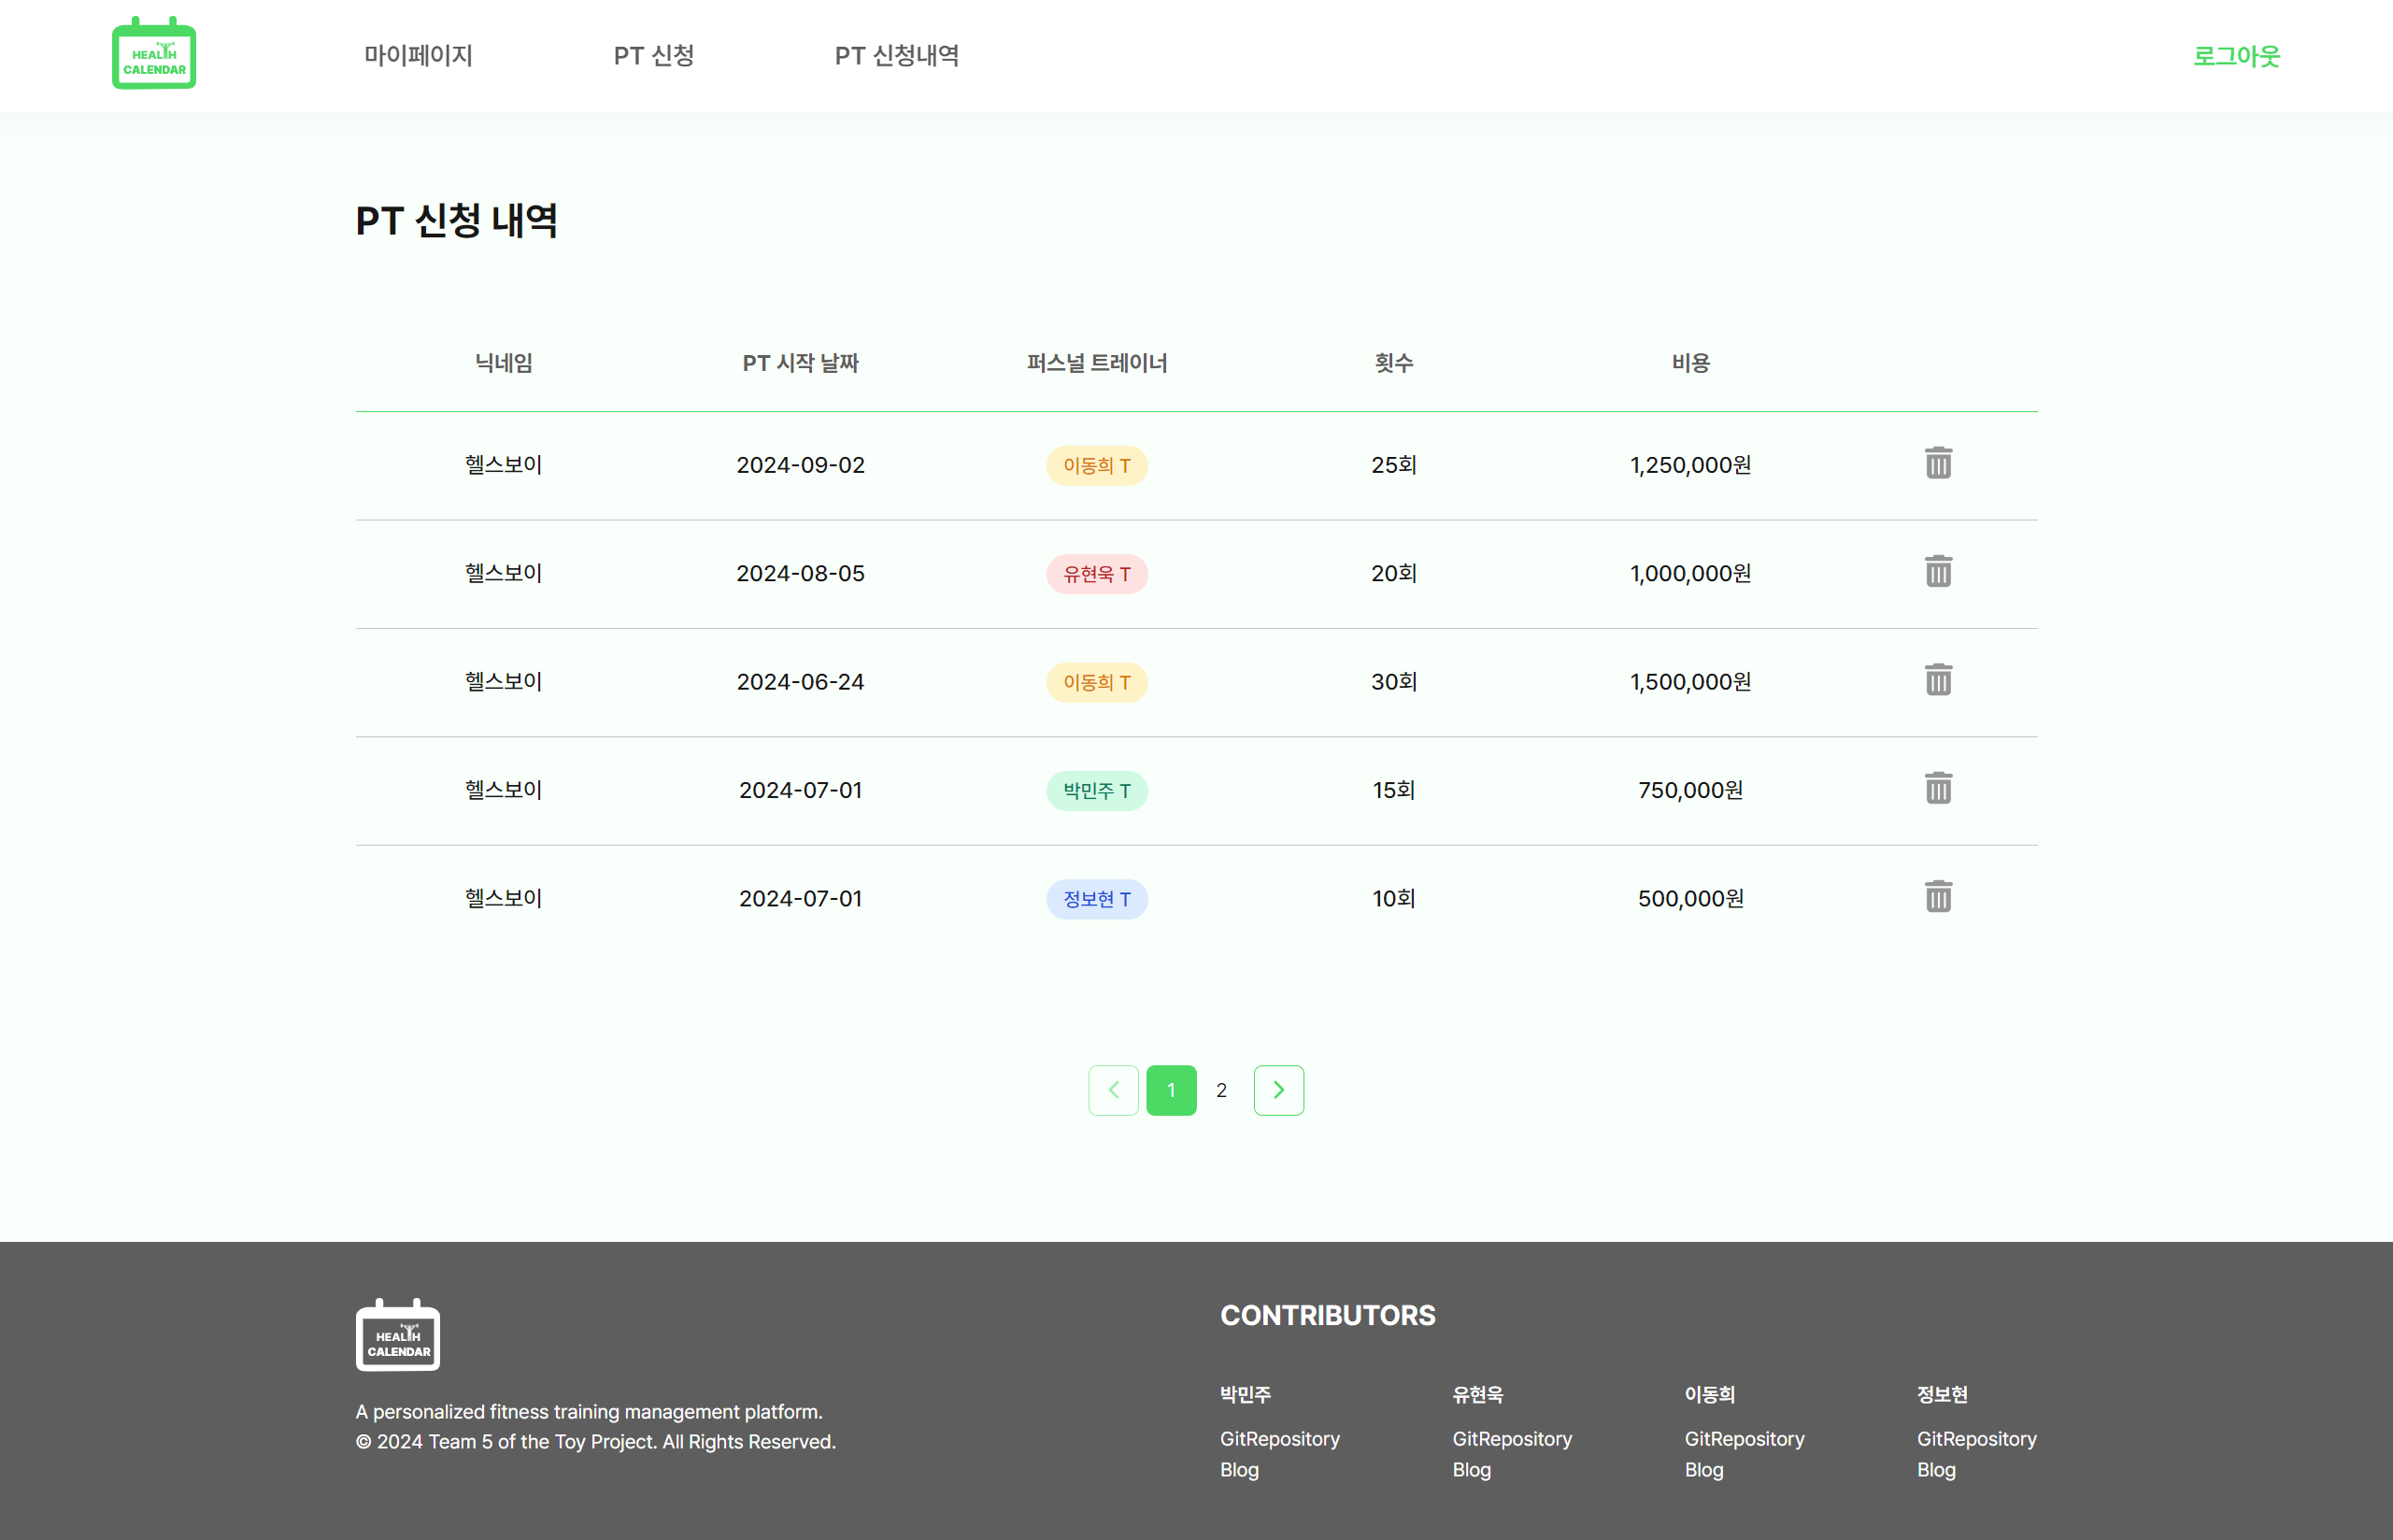 HEALTH
CALENDAR
마이페이지 PT 신청 PT 신청내역 로그아웃
PT 신청 내역
닉네임 PT 시작 날짜 퍼스널 트레이너 횟수 비용
헬스보이 2024-09-02 이동희 T 25회 1,250,000원
헬스보이 2024-08-05 유현욱 T 20회 1,000,000원
헬스보이 2024-06-24 이동희 T 30회 1,500,000원
헬스보이 2024-07-01 박민주 T 15회 750,000원
헬스보이 2024-07-01 정보현 T 10회 500,000원
1 2
HEALTH
CALENDAR
A personalized fitness training management platform.
© 2024 Team 5 of the Toy Project. All Rights Reserved.
CONTRIBUTORS
박민주 유현욱 이동희 정보현
GitRepository GitRepository GitRepository GitRepository
Blog Blog Blog Blog